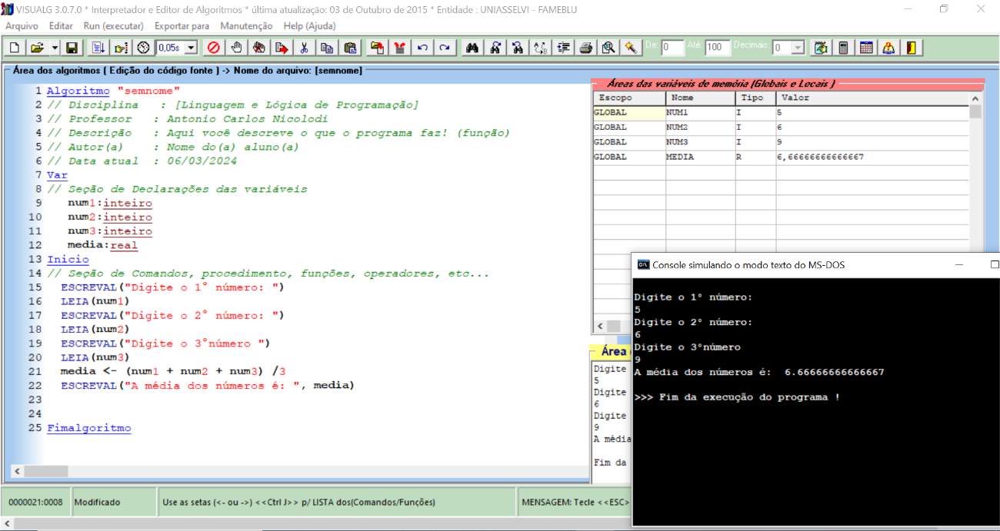 VISUALG 3.0.7.0 * Interpretador e Editor de Algoritmos * última atualização: 03 de Outubro de 2015 * Entidade : UNIASSELVI - FAMEBLU
Arquivo Editar Run (executar) Exportar para Manutenção Help (Ajuda)
0,05s De: 0 Até: 100 Decimais: 0
Área dos algoritmos ( Edição do código fonte ) -> Nome do arquivo: [semnome]
1 Algoritmo "semnome"
2 // Disciplina : [Linguagem e Lógica de Programação]
3 // Professor : Antonio Carlos Nicolodi
4 // Descrição : Aqui você descreve o que o programa faz! (função)
5 // Autor(a) : Nome do(a) aluno(a)
6 // Data atual : 06/03/2024
7 Var
8 // Seção de Declarações das variáveis
9 num1:inteiro
10 num2:inteiro
11 num3:inteiro
12 media:real
13 Inicio
14 // Seção de Comandos, procedimento, funções, operadores, etc...
15 ESCREVAL("Digite o 1° número: ")
16 LEIA(num1)
17 ESCREVAL("Digite o 2° número: ")
18 LEIA(num2)
19 ESCREVAL("Digite o 3°número ")
20 LEIA(num3)
21 media <- (num1 + num2 + num3) /3
22 ESCREVAL("A média dos números é: ", media)
23
24
25 Fimalgoritmo
Áreas das variáveis de memória (Globais e Locais )
Escopo Nome Tipo Valor
GLOBAL NUM1 I 5
GLOBAL NUM2 I 6
GLOBAL NUM3 I 9
GLOBAL MEDIA R 6,66666666666667
Área
Digite
5
Digite
6
Digite
9
A média
Fim da
Console simulando o modo texto do MS-DOS
Digite o 1° número:
5
Digite o 2° número:
6
Digite o 3°número
9
A média dos números é:  6.66666666666667
>>> Fim da execução do programa !
0000021:0008 Modificado Use as setas (<- ou ->) <<Ctrl J>> p/ LISTA dos(Comandos/Funções) MENSAGEM: Tecle <<ESC>